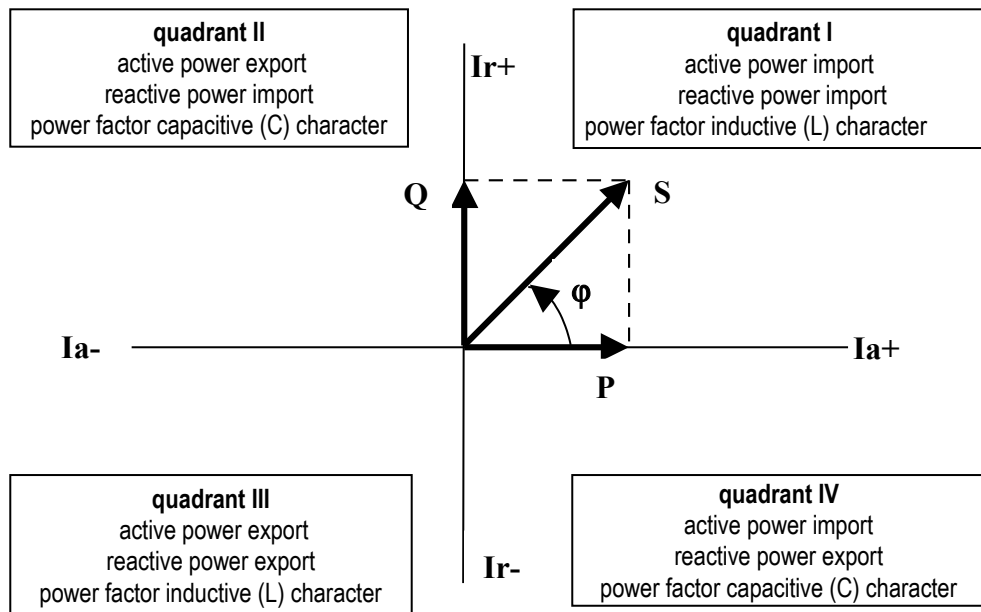 quadrant II
active power export
reactive power import
power factor capacitive (C) character
quadrant I
active power import
reactive power import
power factor inductive (L) character
Ir+
Q
S
φ
Ia-
Ia+
P
quadrant III
active power export
reactive power export
power factor inductive (L) character
quadrant IV
active power import
reactive power export
power factor capacitive (C) character
Ir-